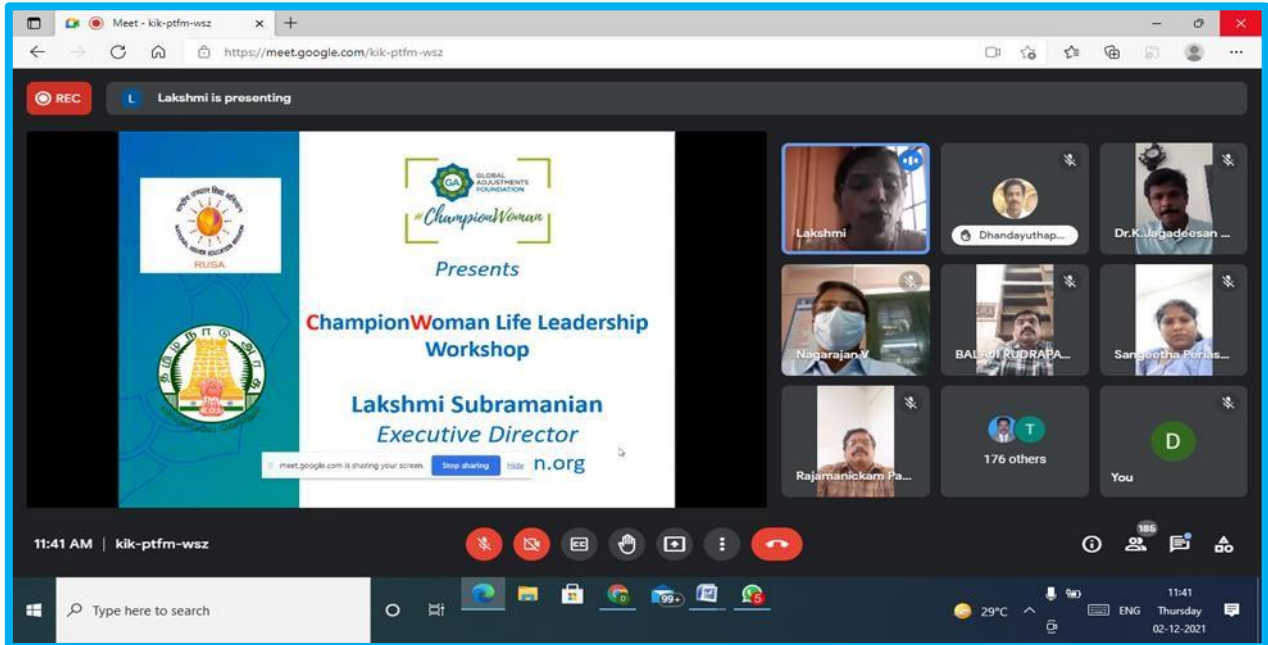 Meet - kik-ptfm-wsz
https://meet.google.com/kik-ptfm-wsz
REC
L
Lakshmi is presenting
RUSA
GA
GLOBAL
ADJUSTMENTS
FOUNDATION
#ChampionWoman
Presents
ChampionWoman Life Leadership
Workshop
Lakshmi Subramanian
Executive Director
n.org
meet.google.com is sharing your screen.
Stop sharing
Hide
Lakshmi
Dhandayuthap...
Dr.K.Jagadeesan ...
Nagarajan V
BALAJI RUDRAPA...
Sangeetha Perias...
Rajamanickam Pa...
T
176 others
D
You
11:41 AM | kik-ptfm-wsz
CC
186
Type here to search
99+
6
29°C
ENG
11:41
Thursday
02-12-2021